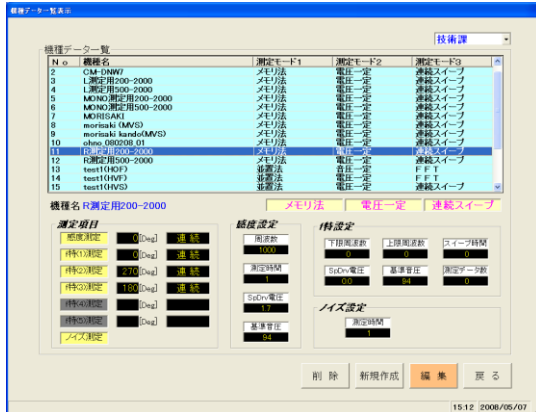 機種データ一覧表示
技術課
機種データ一覧
No 機種名 測定モード1 測定モード2 測定モード3
2 CM-DNW7 メモリ法 電圧一定 連続スイープ
3 L測定用200-2000 メモリ法 電圧一定 連続スイープ
4 L測定用500-2000 メモリ法 電圧一定 連続スイープ
5 MONO測定用200-2000 メモリ法 電圧一定 連続スイープ
6 MONO測定用500-2000 メモリ法 電圧一定 連続スイープ
7 MORISAKI メモリ法 電圧一定 連続スイープ
8 morisaki (MVS) メモリ法 電圧一定 連続スイープ
9 morisaki kando(MVS) メモリ法 電圧一定 連続スイープ
10 ohno_080208_01 メモリ法 電圧一定 連続スイープ
11 R測定用200-2000 メモリ法 電圧一定 連続スイープ
12 R測定用500-2000 メモリ法 電圧一定 連続スイープ
13 test1(HOF) 並置法 音圧一定 FFT
14 test1(HVF) 並置法 電圧一定 FFT
15 test1(HVS) 並置法 電圧一定 連続スイープ
機種名 R測定用200-2000 メモリ法 電圧一定 連続スイープ
測定項目
感度測定 0 [Deg] 連続
f特(1)測定 0 [Deg] 連続
f特(2)測定 270 [Deg] 連続
f特(3)測定 180 [Deg] 連続
f特(4)測定 [Deg]
f特(5)測定 [Deg]
ノイズ測定
感度設定
周波数
1000
測定時間
1
SpDrv電圧
1.7
基準音圧
94
f特設定
下限周波数 上限周波数 スイープ時間
0 0 0
SpDrv電圧 基準音圧 測定データ数
0.0 94 0
ノイズ設定
測定時間
1
削除 新規作成 編集 戻る
15:12 2008/05/07